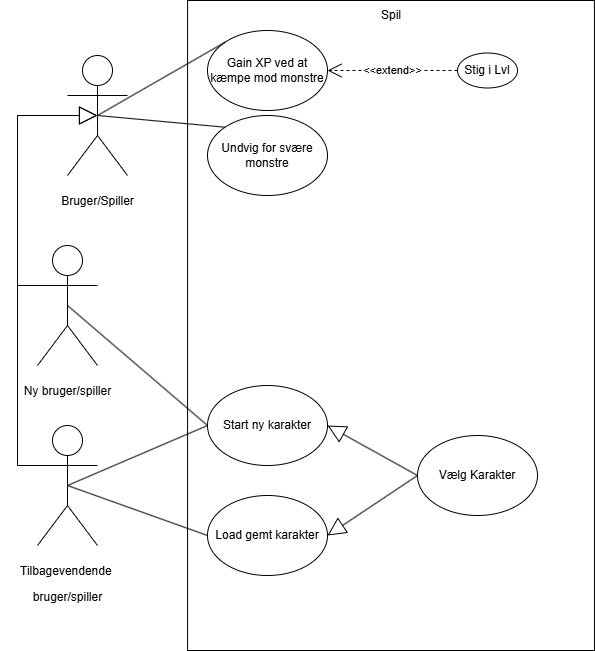 Spil
Gain XP ved at
kæmpe mod monstre
<<extend>>
Stig i Lvl
Undvig for svære
monstre
Bruger/Spiller
Ny bruger/spiller
Start ny karakter
Vælg Karakter
Load gemt karakter
Tilbagevendende
bruger/spiller